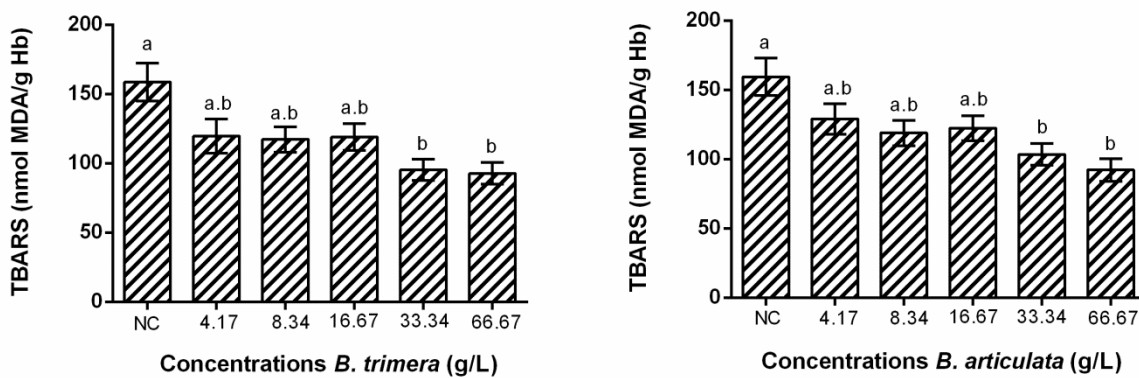 TBARS (nmol MDA/g Hb)
200
150
100
50
0
a
a.b
a.b
a.b
b
b
NC 4.17 8.34 16.67 33.34 66.67
Concentrations B. trimera (g/L)
TBARS (nmol MDA/g Hb)
200
150
100
50
0
a
a.b
a.b
a.b
b
b
NC 4.17 8.34 16.67 33.34 66.67
Concentrations B. articulata (g/L)